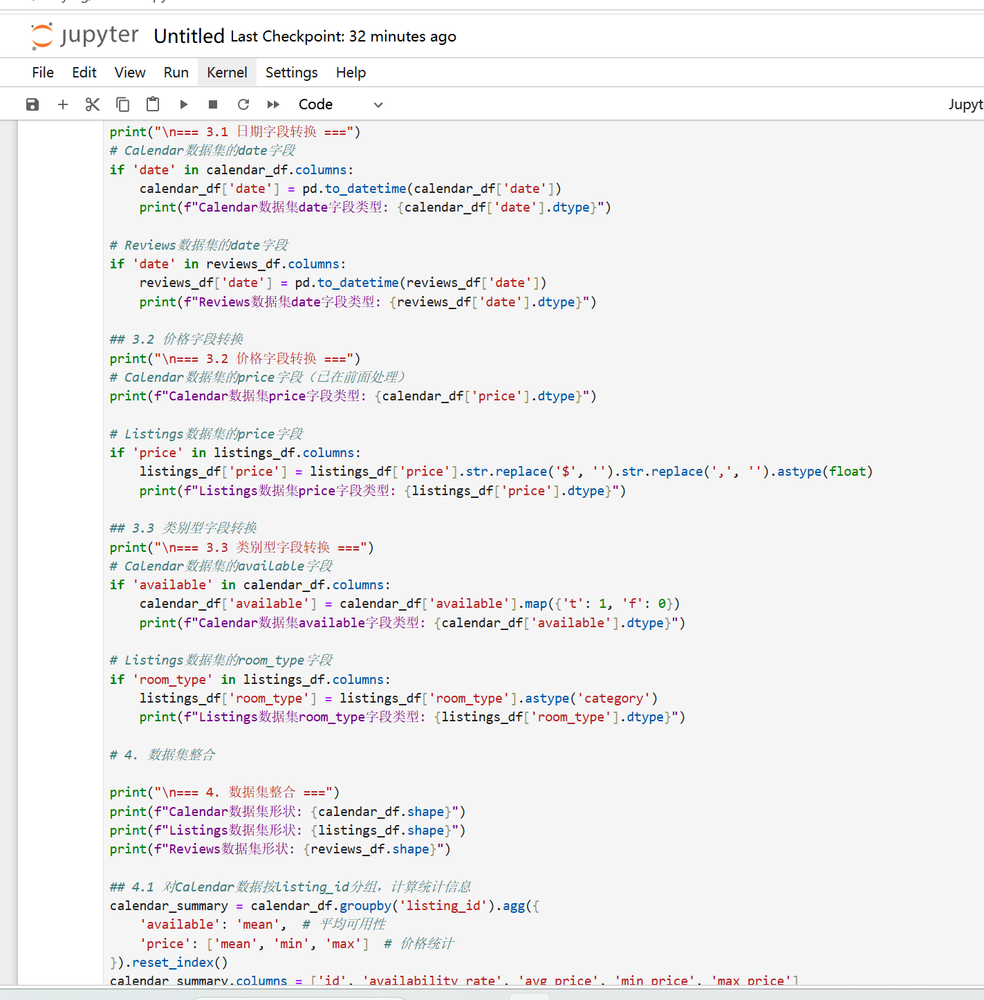 jupyter Untitled Last Checkpoint: 32 minutes ago
File Edit View Run Kernel Settings Help
Code
Jupyt
print("\n=== 3.1 日期字段转换 ===")
# Calendar数据集的date字段
if 'date' in calendar_df.columns:
    calendar_df['date'] = pd.to_datetime(calendar_df['date'])
    print(f"Calendar数据集date字段类型: {calendar_df['date'].dtype}")

# Reviews数据集的date字段
if 'date' in reviews_df.columns:
    reviews_df['date'] = pd.to_datetime(reviews_df['date'])
    print(f"Reviews数据集date字段类型: {reviews_df['date'].dtype}")

## 3.2 价格字段转换
print("\n=== 3.2 价格字段转换 ===")
# Calendar数据集的price字段（已在前面处理）
print(f"Calendar数据集price字段类型: {calendar_df['price'].dtype}")

# Listings数据集的price字段
if 'price' in listings_df.columns:
    listings_df['price'] = listings_df['price'].str.replace('$', '').str.replace(',', '').astype(float)
    print(f"Listings数据集price字段类型: {listings_df['price'].dtype}")

## 3.3 类别型字段转换
print("\n=== 3.3 类别型字段转换 ===")
# Calendar数据集的available字段
if 'available' in calendar_df.columns:
    calendar_df['available'] = calendar_df['available'].map({'t': 1, 'f': 0})
    print(f"Calendar数据集available字段类型: {calendar_df['available'].dtype}")

# Listings数据集的room_type字段
if 'room_type' in listings_df.columns:
    listings_df['room_type'] = listings_df['room_type'].astype('category')
    print(f"Listings数据集room_type字段类型: {listings_df['room_type'].dtype}")

# 4. 数据集整合

print("\n=== 4. 数据集整合 ===")
print(f"Calendar数据集形状: {calendar_df.shape}")
print(f"Listings数据集形状: {listings_df.shape}")
print(f"Reviews数据集形状: {reviews_df.shape}")

## 4.1 对Calendar数据按listing_id分组，计算统计信息
calendar_summary = calendar_df.groupby('listing_id').agg({
    'available': 'mean',  # 平均可用性
    'price': ['mean', 'min', 'max']  # 价格统计
}).reset_index()
calendar_summary.columns = ['id', 'availability_rate', 'avg_price', 'min_price', 'max_price']